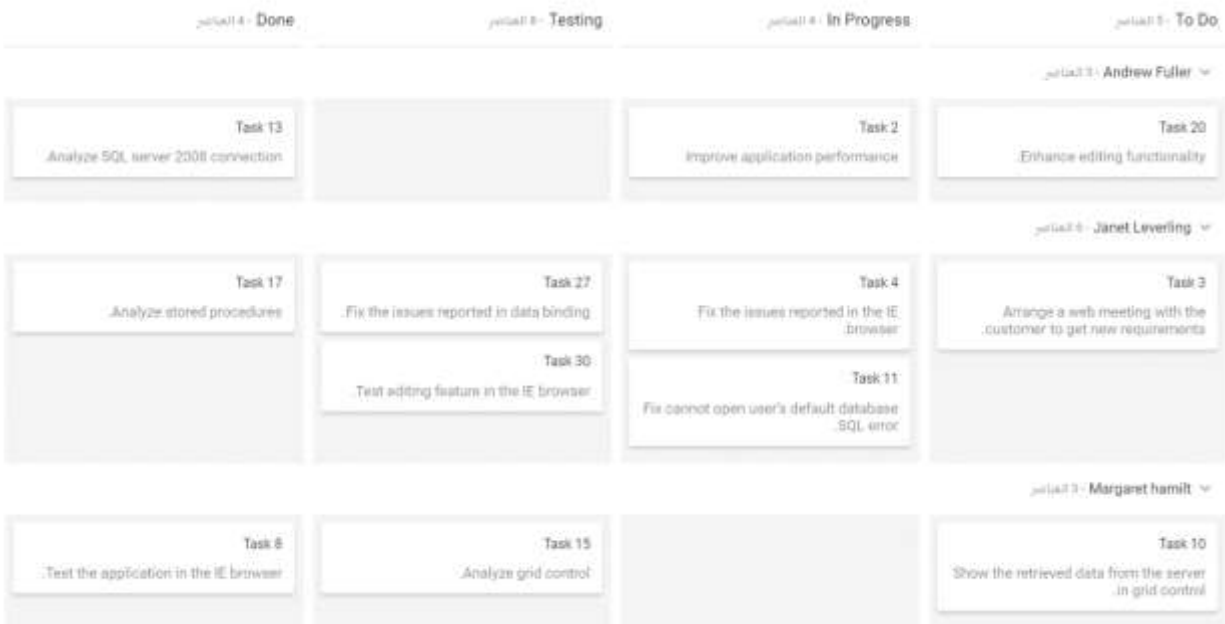 To Do - 5 العناصر
In Progress - 4 العناصر
Testing - العناصر
Done - 4 العناصر
Andrew Fuller - 3 العناصر
Task 20
Enhance editing functionality.
Task 2
Improve application performance
Task 13
Analyze SQL server 2008 connection.
Janet Leverling - 6 العناصر
Task 3
Arrange a web meeting with the
customer to get new requirements.
Task 4
Fix the issues reported in the IE
browser.
Task 11
Fix cannot open user's default database
SQL error.
Task 27
Fix the issues reported in data binding.
Task 30
Test editing feature in the IE browser.
Task 17
Analyze stored procedures.
Margaret hamilt - 3 العناصر
Task 10
Show the retrieved data from the server
in grid control.
Task 15
Analyze grid control.
Task 8
Test the application in the IE browser.